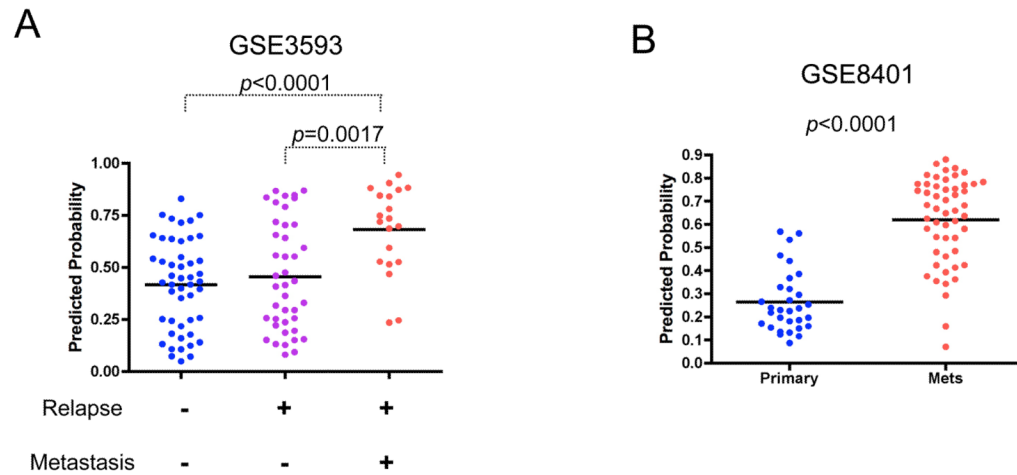 A
GSE3593
p<0.0001
p=0.0017
1.00
0.75
0.50
0.25
0.00
Predicted Probability
Relapse - + +
Metastasis - - +
B
GSE8401
p<0.0001
0.9
0.8
0.7
0.6
0.5
0.4
0.3
0.2
0.1
0.0
Predicted Probability
Primary Mets